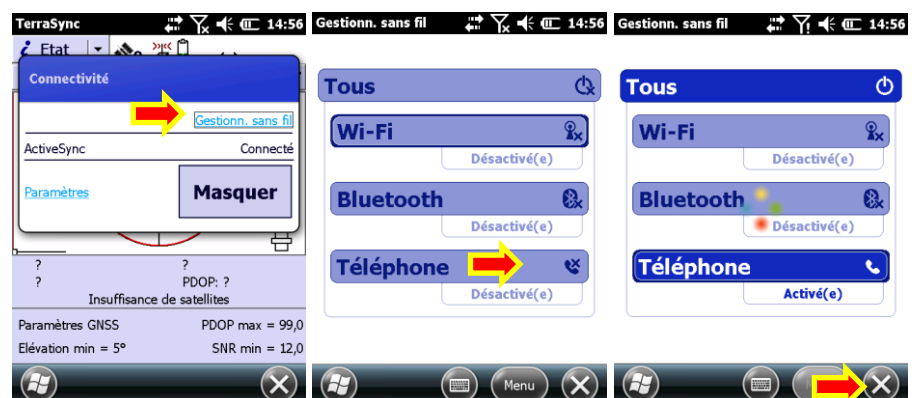 TerraSync 14:56
Etat
Connectivité
Gestionn. sans fil
ActiveSync Connecté
Paramètres Masquer
? ?
? PDOP: ?
Insuffisance de satellites
Paramètres GNSS PDOP max = 99,0
Elévation min = 5° SNR min = 12,0
Gestionn. sans fil 14:56
Tous
Wi-Fi
Désactivé(e)
Bluetooth
Désactivé(e)
Téléphone
Désactivé(e)
Menu
Gestionn. sans fil 14:56
Tous
Wi-Fi
Désactivé(e)
Bluetooth
Désactivé(e)
Téléphone
Activé(e)